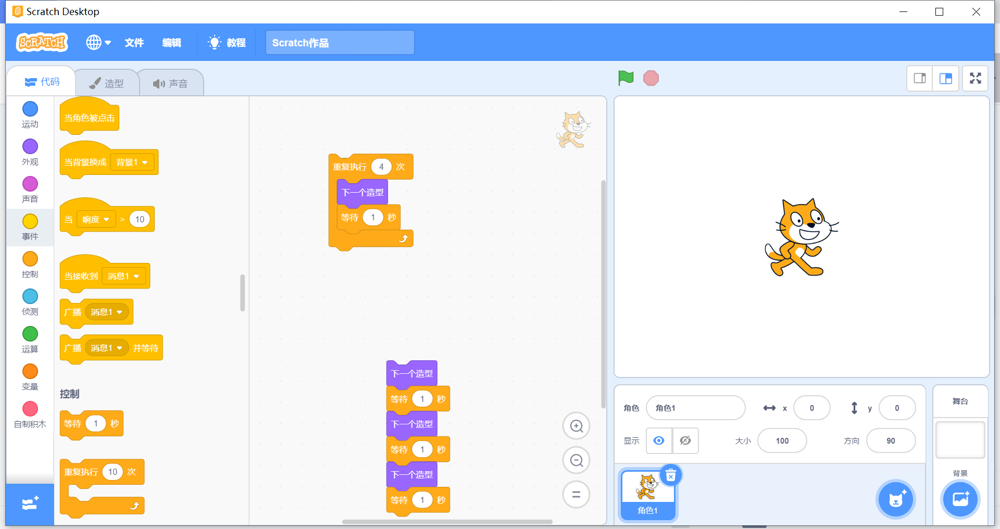 Scratch Desktop
SCRATCH 文件 编辑 教程 Scratch作品
代码 造型 声音
运动
外观
声音
事件
控制
侦测
运算
变量
自制积木
当角色被点击
当背景换成 背景1
当 响度 > 10
当接收到 消息1
广播 消息1
广播 消息1 并等待
控制
等待 1 秒
重复执行 10 次
重复执行 4 次
下一个造型
等待 1 秒
下一个造型
等待 1 秒
下一个造型
等待 1 秒
下一个造型
等待 1 秒
角色 角色1 x 0 y 0
显示 大小 100 方向 90
角色1
舞台
背景